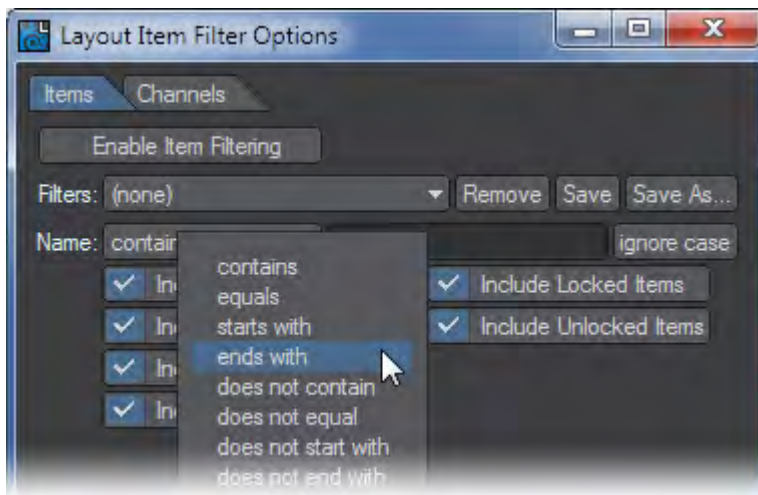 Layout Item Filter Options
Items Channels
Enable Item Filtering
Filters: (none) Remove Save Save As...
Name: contain ignore case
contains
equals
starts with
ends with
does not contain
does not equal
does not start with
does not end with
Include Locked Items
Include Unlocked Items